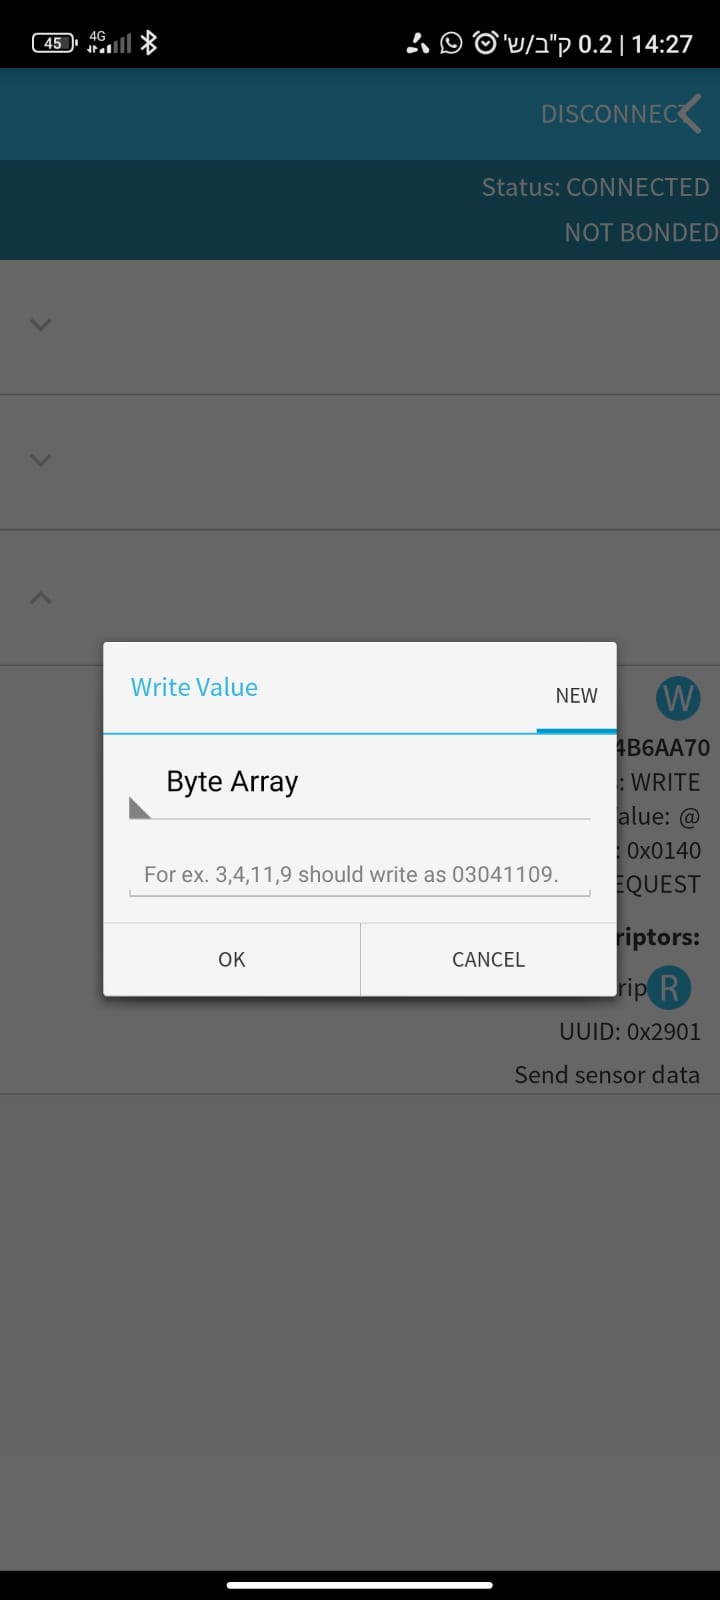 45 4G 14:27 | 0.2 ק"ב/ש'
DISCONNECT
Status: CONNECTED
NOT BONDED
Write Value
NEW
W
4B6AA70
Byte Array
: WRITE
alue: @
: 0x0140
For ex. 3,4,11,9 should write as 03041109.
EQUEST
riptors:
OK
CANCEL
rip R
UUID: 0x2901
Send sensor data